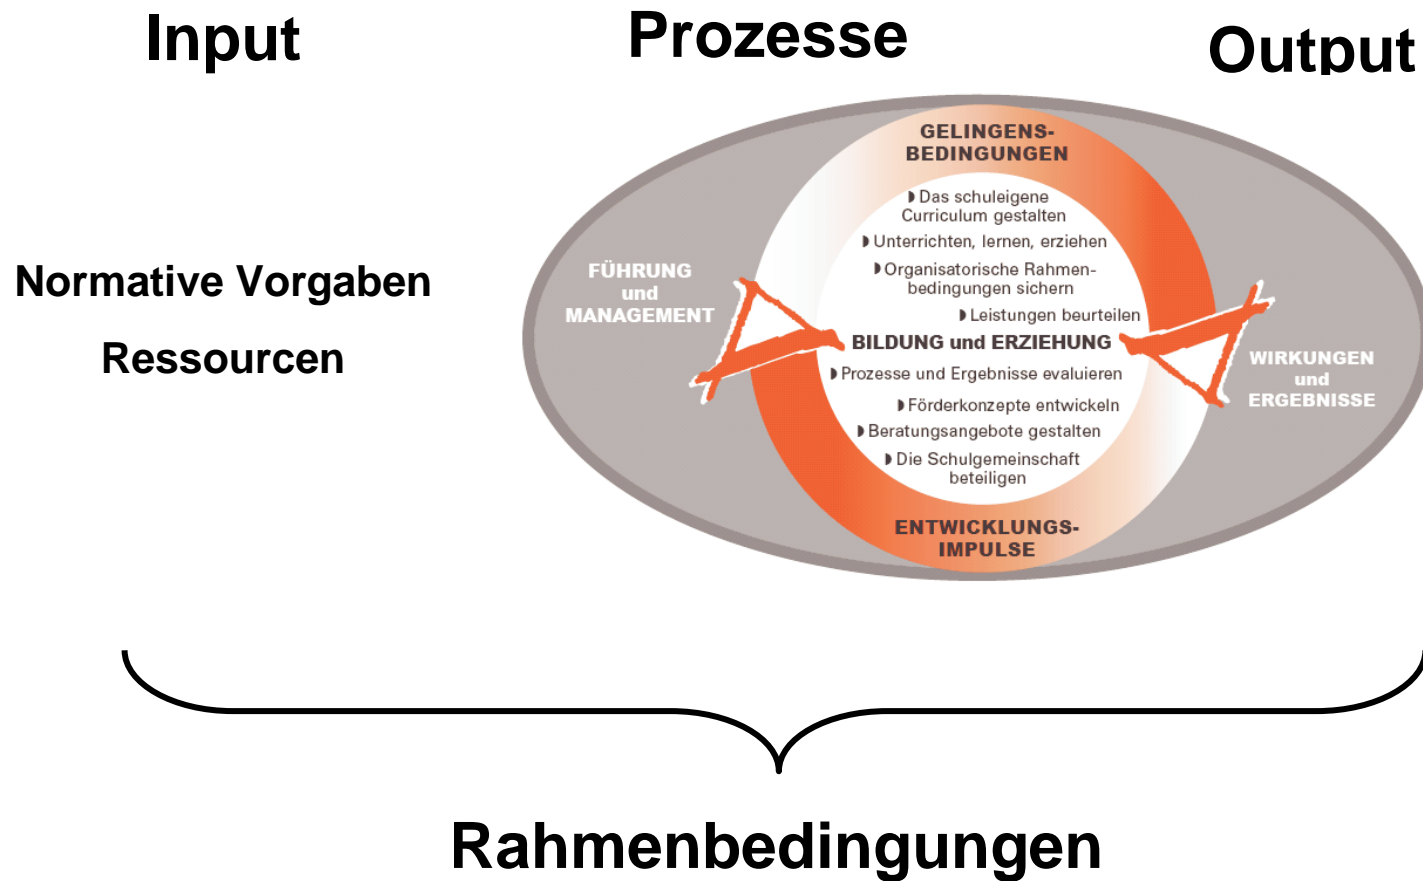 Input
Prozesse
Output
Normative Vorgaben
Ressourcen
FÜHRUNG
und
MANAGEMENT
GELINGENS-
BEDINGUNGEN
◗ Das schuleigene
Curriculum gestalten
◗ Unterrichten, lernen, erziehen
◗ Organisatorische Rahmen-
bedingungen sichern
◗ Leistungen beurteilen
BILDUNG und ERZIEHUNG
◗ Prozesse und Ergebnisse evaluieren
◗ Förderkonzepte entwickeln
◗ Beratungsangebote gestalten
◗ Die Schulgemeinschaft
beteiligen
ENTWICKLUNGS-
IMPULSE
WIRKUNGEN
und
ERGEBNISSE
Rahmenbedingungen